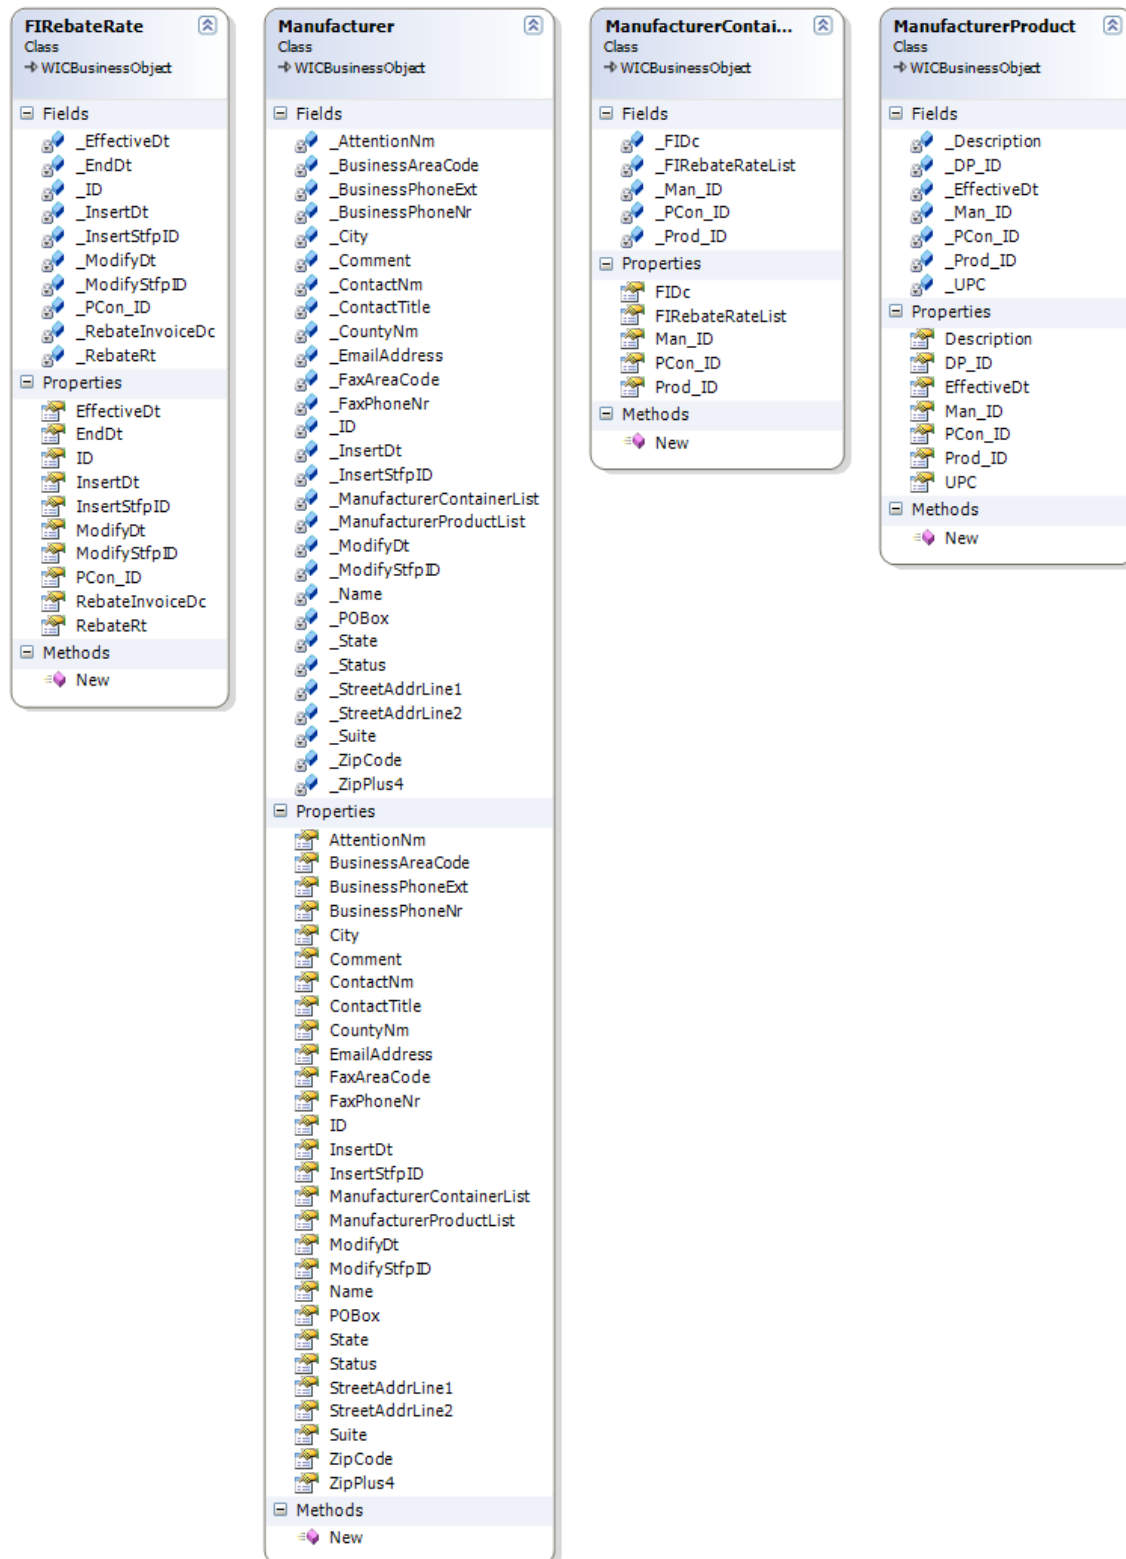 FIRebateRate
Class
WICBusinessObject
Fields
_EffectiveDt
_EndDt
_ID
_InsertDt
_InsertStfpID
_ModifyDt
_ModifyStfpID
_PCon_ID
_RebateInvoiceDc
_RebateRt
Properties
EffectiveDt
EndDt
ID
InsertDt
InsertStfpID
ModifyDt
ModifyStfpID
PCon_ID
RebateInvoiceDc
RebateRt
Methods
New
Manufacturer
Class
WICBusinessObject
Fields
_AttentionNm
_BusinessAreaCode
_BusinessPhoneExt
_BusinessPhoneNr
_City
_Comment
_ContactNm
_ContactTitle
_CountyNm
_EmailAddress
_FaxAreaCode
_FaxPhoneNr
_ID
_InsertDt
_InsertStfpID
_ManufacturerContainerList
_ManufacturerProductList
_ModifyDt
_ModifyStfpID
_Name
_POBox
_State
_Status
_StreetAddrLine1
_StreetAddrLine2
_Suite
_ZipCode
_ZipPlus4
Properties
AttentionNm
BusinessAreaCode
BusinessPhoneExt
BusinessPhoneNr
City
Comment
ContactNm
ContactTitle
CountyNm
EmailAddress
FaxAreaCode
FaxPhoneNr
ID
InsertDt
InsertStfpID
ManufacturerContainerList
ManufacturerProductList
ModifyDt
ModifyStfpID
Name
POBox
State
Status
StreetAddrLine1
StreetAddrLine2
Suite
ZipCode
ZipPlus4
Methods
New
ManufacturerContai...
Class
WICBusinessObject
Fields
_FIDc
_FIRebateRateList
_Man_ID
_PCon_ID
_Prod_ID
Properties
FIDc
FIRebateRateList
Man_ID
PCon_ID
Prod_ID
Methods
New
ManufacturerProduct
Class
WICBusinessObject
Fields
_Description
_DP_ID
_EffectiveDt
_Man_ID
_PCon_ID
_Prod_ID
_UPC
Properties
Description
DP_ID
EffectiveDt
Man_ID
PCon_ID
Prod_ID
UPC
Methods
New